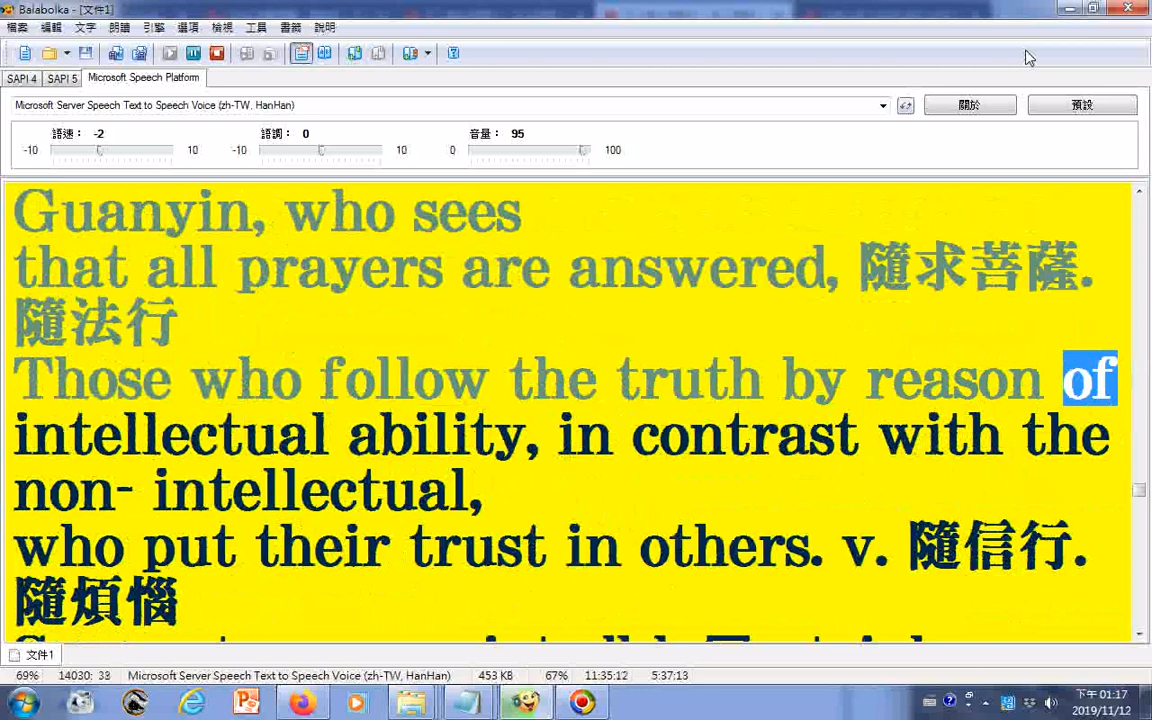 Balabolka - [文件1]
檔案 編輯 文字 朗讀 引擎 選項 檢視 工具 書籤 說明
SAPI 4 SAPI 5 Microsoft Speech Platform
Microsoft Server Speech Text to Speech Voice (zh-TW, HanHan) 關於 預設
語速： -2 語調： 0 音量： 95
-10 10 -10 10 0 100
Guanyin, who sees
that all prayers are answered, 隨求菩薩.
隨法行
Those who follow the truth by reason of
intellectual ability, in contrast with the
non- intellectual,
who put their trust in others. v. 隨信行.
隨煩惱
文件1
69% 14030: 33 Microsoft Server Speech Text to Speech Voice (zh-TW, HanHan) 453 KB 67% 11:35:12 5:37:13
下午 01:17
2019/11/12